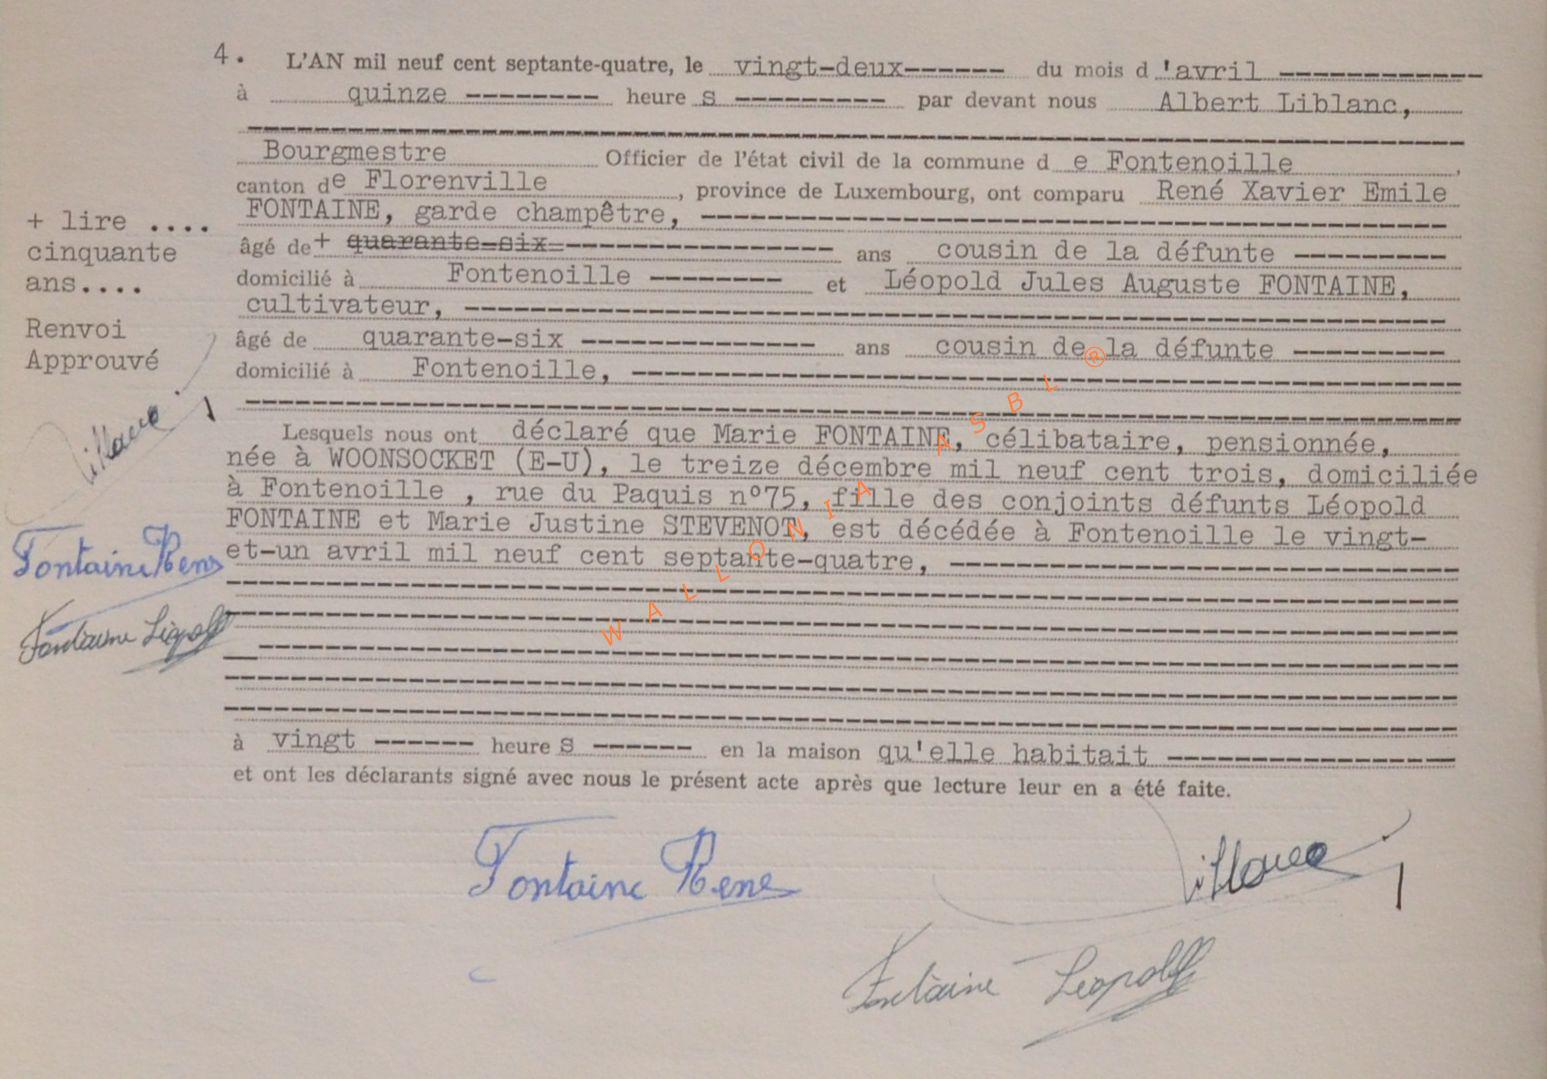 4. L'AN mil neuf cent septante-quatre, le vingt-deux------ du mois d'avril ------------
à quinze -------- heures --------- par devant nous Albert Liblanc,
Bourgmestre Officier de l'état civil de la commune de Fontenoille,
canton de Florenville, province de Luxembourg, ont comparu René Xavier Emile
FONTAINE, garde champêtre,
âgé de+ quarante-six- ans cousin de la défunte
domicilié à Fontenoille -------- et Léopold Jules Auguste FONTAINE,
cultivateur,
âgé de quarante-six ans cousin de la défunte
domicilié à Fontenoille,
Lesquels nous ont déclaré que Marie FONTAINE, célibataire, pensionnée,
née à WOONSOCKET (E-U), le treize décembre mil neuf cent trois, domiciliée
à Fontenoille , rue du Paquis n°75, fille des conjoints défunts Léopold
FONTAINE et Marie Justine STEVENOT, est décédée à Fontenoille le vingt-
et-un avril mil neuf cent septante-quatre,
à vingt ------ heures ------ en la maison qu'elle habitait
et ont les déclarants signé avec nous le présent acte après que lecture leur en a été faite.
+ lire ....
cinquante
ans....
Renvoi
Approuvé
Fontaine Rene
Fontaine Léopold
Fontaine Rene
Fontaine Léopold
WALLONIA ASBL ®